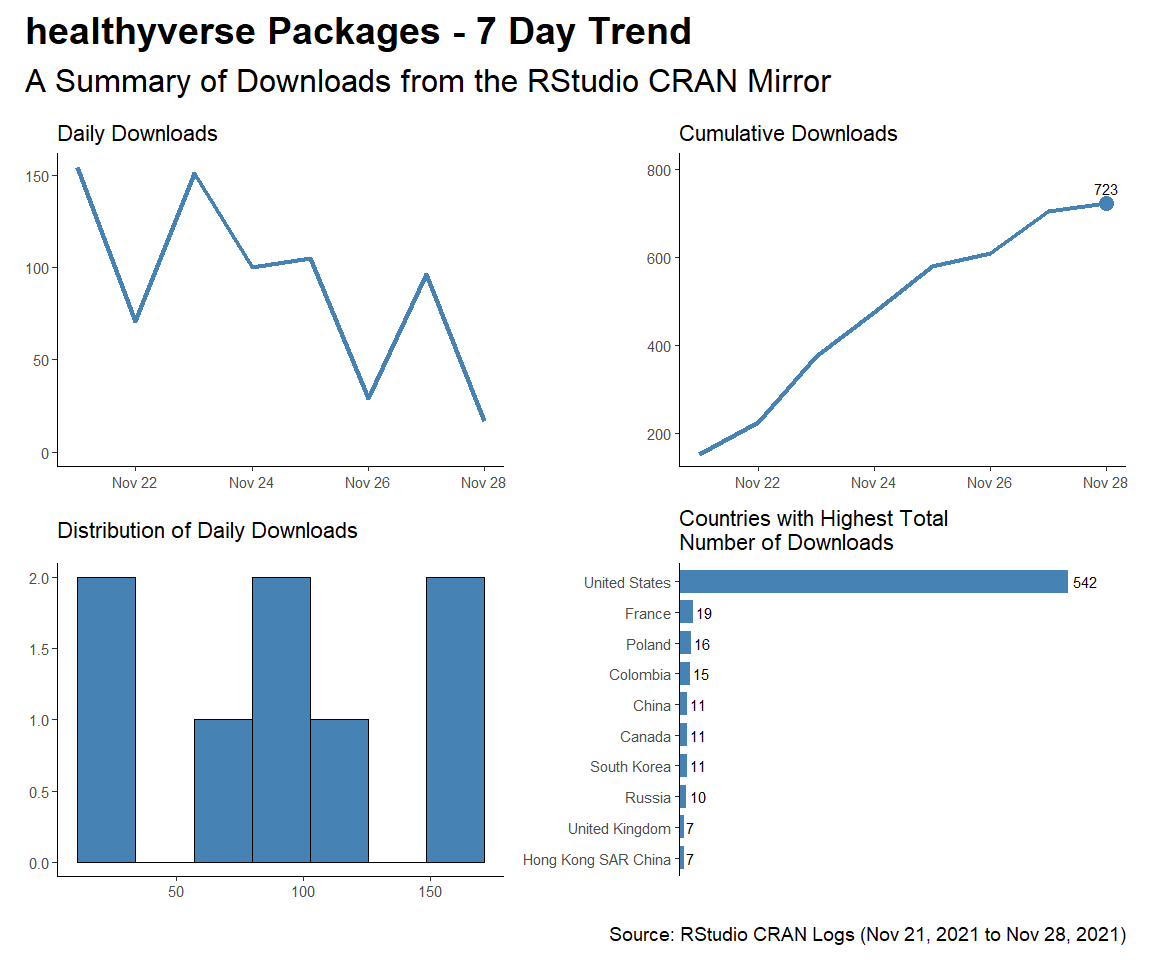 healthyverse Packages - 7 Day Trend
A Summary of Downloads from the RStudio CRAN Mirror
Daily Downloads
150
100
50
0
Nov 22
Nov 24
Nov 26
Nov 28
Cumulative Downloads
800
600
400
200
723
Nov 22
Nov 24
Nov 26
Nov 28
Distribution of Daily Downloads
2.0
1.5
1.0
0.5
0.0
50
100
150
Countries with Highest Total
Number of Downloads
United States 542
France 19
Poland 16
Colombia 15
China 11
Canada 11
South Korea 11
Russia 10
United Kingdom 7
Hong Kong SAR China 7
Source: RStudio CRAN Logs (Nov 21, 2021 to Nov 28, 2021)